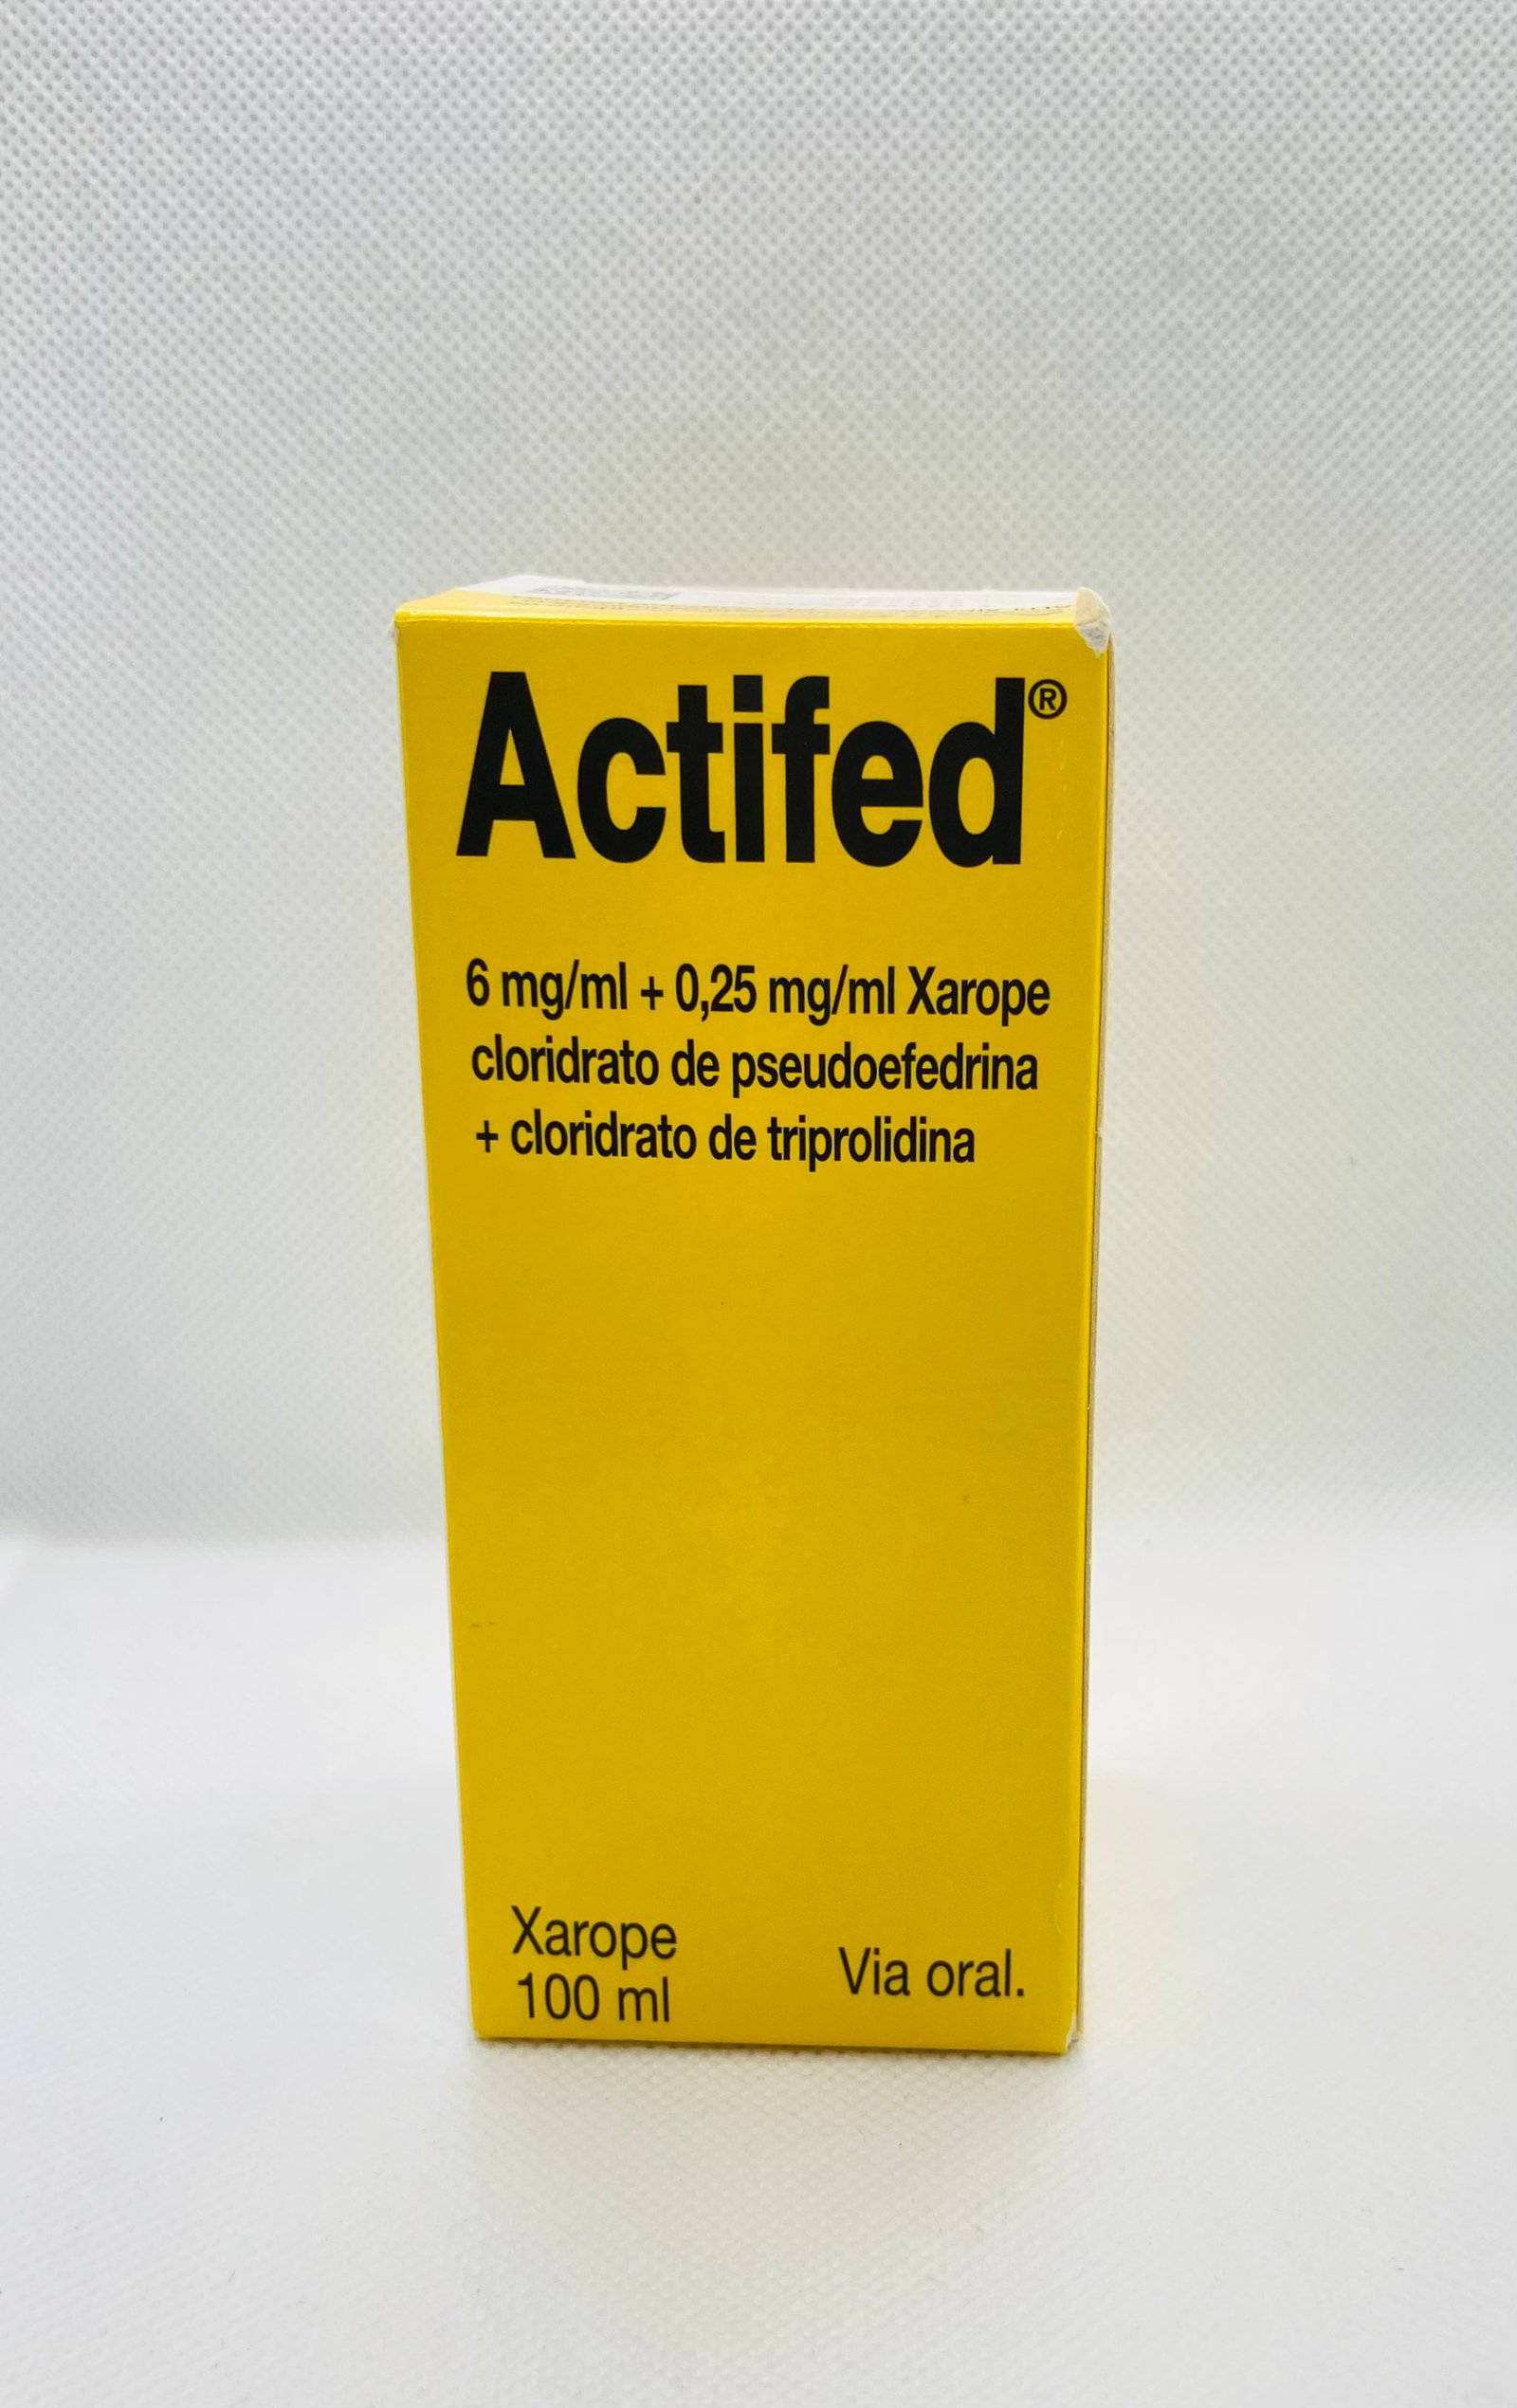 Actifed®
6 mg/ml + 0,25 mg/ml Xarope
cloridrato de pseudoefedrina
+ cloridrato de triprolidina
Xarope
100 ml
Via oral.